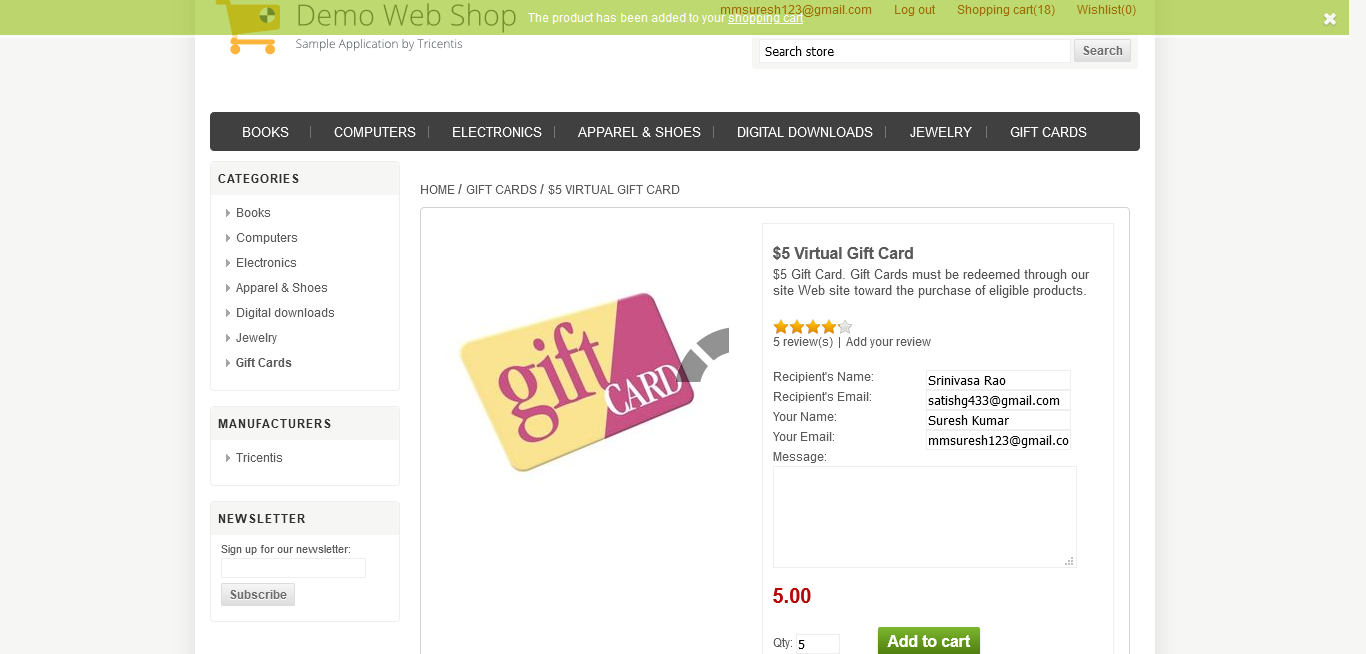 The product has been added to your shopping cart
mmsuresh123@gmail.com Log out Shopping cart(18) Wishlist(0)
Demo Web Shop
Sample Application by Tricentis
Search store Search
BOOKS COMPUTERS ELECTRONICS APPAREL & SHOES DIGITAL DOWNLOADS JEWELRY GIFT CARDS
CATEGORIES
Books
Computers
Electronics
Apparel & Shoes
Digital downloads
Jewelry
Gift Cards
MANUFACTURERS
Tricentis
NEWSLETTER
Sign up for our newsletter:
Subscribe
HOME / GIFT CARDS / $5 VIRTUAL GIFT CARD
gift
CARD
$5 Virtual Gift Card
$5 Gift Card. Gift Cards must be redeemed through our
site Web site toward the purchase of eligible products.
5 review(s) | Add your review
Recipient's Name: Srinivasa Rao
Recipient's Email: satishg433@gmail.com
Your Name: Suresh Kumar
Your Email: mmsuresh123@gmail.co
Message:
5.00
Qty: 5 Add to cart